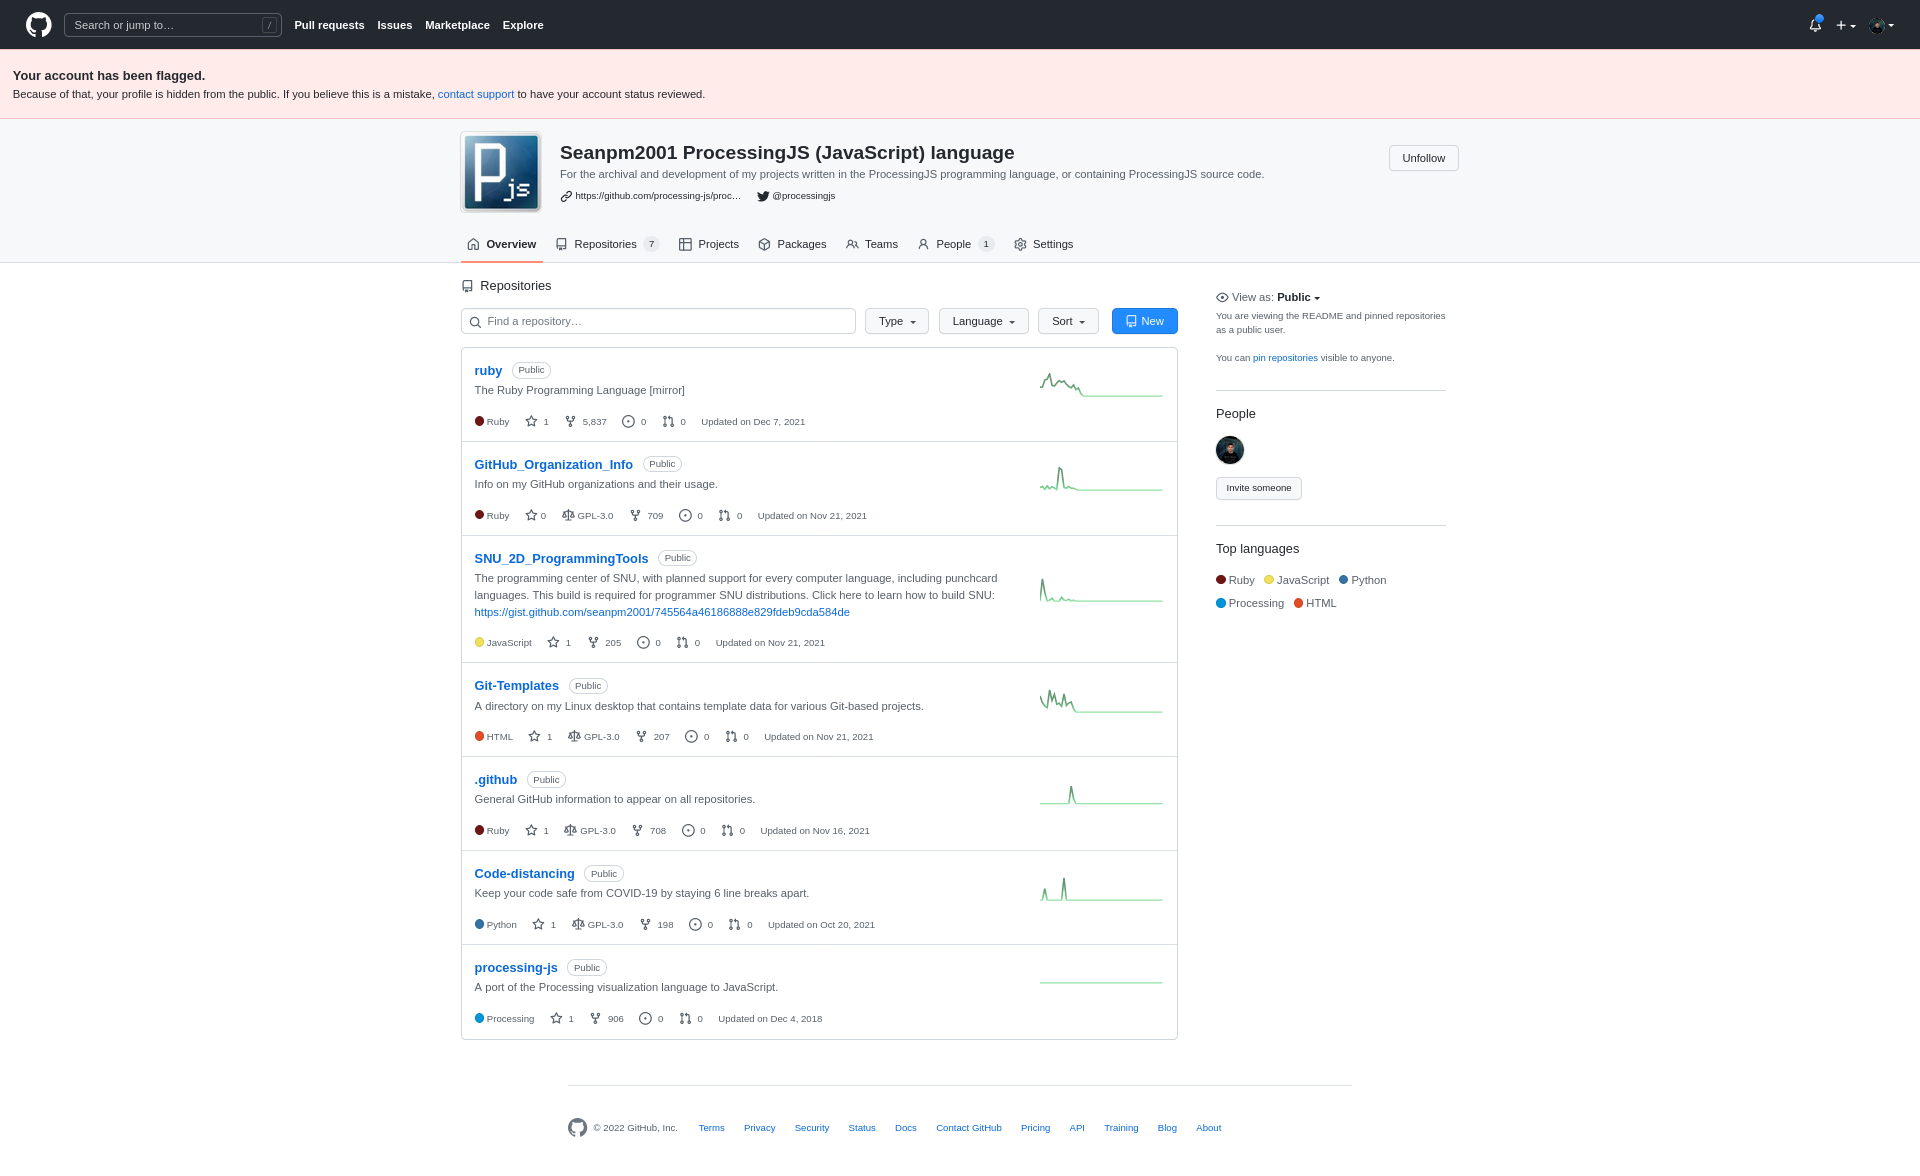 Search or jump to… /
Pull requests Issues Marketplace Explore
Your account has been flagged.
Because of that, your profile is hidden from the public. If you believe this is a mistake, contact support to have your account status reviewed.
P js
Seanpm2001 ProcessingJS (JavaScript) language
For the archival and development of my projects written in the ProcessingJS programming language, or containing ProcessingJS source code.
https://github.com/processing-js/proc… @processingjs
Unfollow
Overview Repositories 7 Projects Packages Teams People 1 Settings
Repositories
Find a repository… Type Language Sort New
ruby Public
The Ruby Programming Language [mirror]
Ruby 1 5,837 0 0 Updated on Dec 7, 2021
GitHub_Organization_Info Public
Info on my GitHub organizations and their usage.
Ruby 0 GPL-3.0 709 0 0 Updated on Nov 21, 2021
SNU_2D_ProgrammingTools Public
The programming center of SNU, with planned support for every computer language, including punchcard
languages. This build is required for programmer SNU distributions. Click here to learn how to build SNU:
https://gist.github.com/seanpm2001/745564a46186888e829fdeb9cda584de
JavaScript 1 205 0 0 Updated on Nov 21, 2021
Git-Templates Public
A directory on my Linux desktop that contains template data for various Git-based projects.
HTML 1 GPL-3.0 207 0 0 Updated on Nov 21, 2021
.github Public
General GitHub information to appear on all repositories.
Ruby 1 GPL-3.0 708 0 0 Updated on Nov 16, 2021
Code-distancing Public
Keep your code safe from COVID-19 by staying 6 line breaks apart.
Python 1 GPL-3.0 198 0 0 Updated on Oct 20, 2021
processing-js Public
A port of the Processing visualization language to JavaScript.
Processing 1 906 0 0 Updated on Dec 4, 2018
View as: Public
You are viewing the README and pinned repositories
as a public user.
You can pin repositories visible to anyone.
People
Invite someone
Top languages
Ruby JavaScript Python
Processing HTML
© 2022 GitHub, Inc. Terms Privacy Security Status Docs Contact GitHub Pricing API Training Blog About